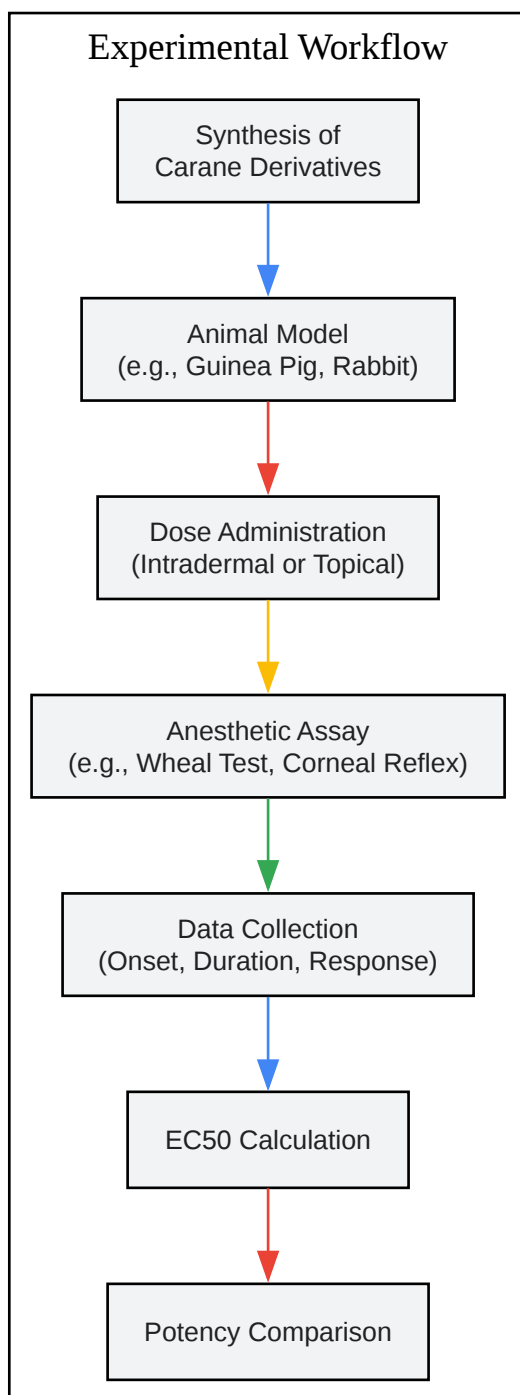 Experimental Workflow
Synthesis of
Carane Derivatives
Animal Model
(e.g., Guinea Pig, Rabbit)
Dose Administration
(Intradermal or Topical)
Anesthetic Assay
(e.g., Wheal Test, Corneal Reflex)
Data Collection
(Onset, Duration, Response)
EC50 Calculation
Potency Comparison